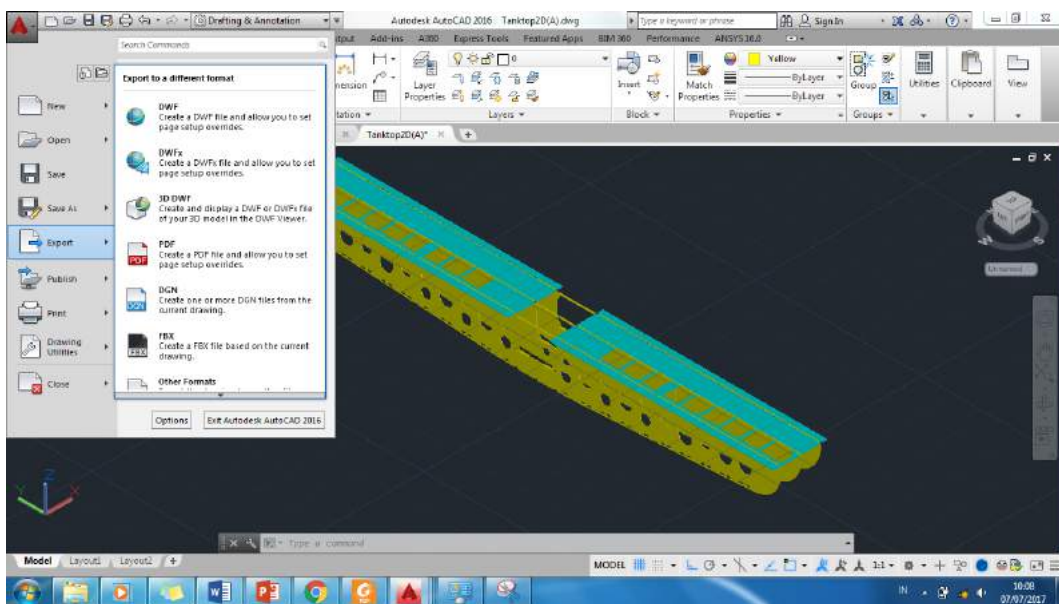 Drafting & Annotation
Autodesk AutoCAD 2016 Tanktop2D(A).dwg
Type a keyword or phrase
Sign In
Search Commands
Add-ins A360 Express Tools Featured Apps BIM 360 Performance ANSYS 16.0
Export to a different format
New
Open
Save
Save As
Export
Publish
Print
Drawing
Utilities
Close
DWF
Create a DWF file and allow you to set
page setup overrides.
DWFx
Create a DWFx file and allow you to set
page setup overrides.
3D DWF
Create and display a DWF or DWFx file
of your 3D model in the DWF Viewer.
PDF
Create a PDF file and allow you to set
page setup overrides.
DGN
Create one or more DGN files from the
current drawing.
FBX
Create a FBX file based on the current
drawing.
Other Formats
Options
Exit Autodesk AutoCAD 2016
Layer
Properties
0
Layers
Insert
Block
Match
Properties
Yellow
ByLayer
ByLayer
Properties
Group
Groups
Utilities
Clipboard
View
Tanktop2D(A)*
Unnamed
Z
Y
X
Type a command
Model Layout1 Layout2 +
MODEL
1:1
IN
10:08
07/07/2017